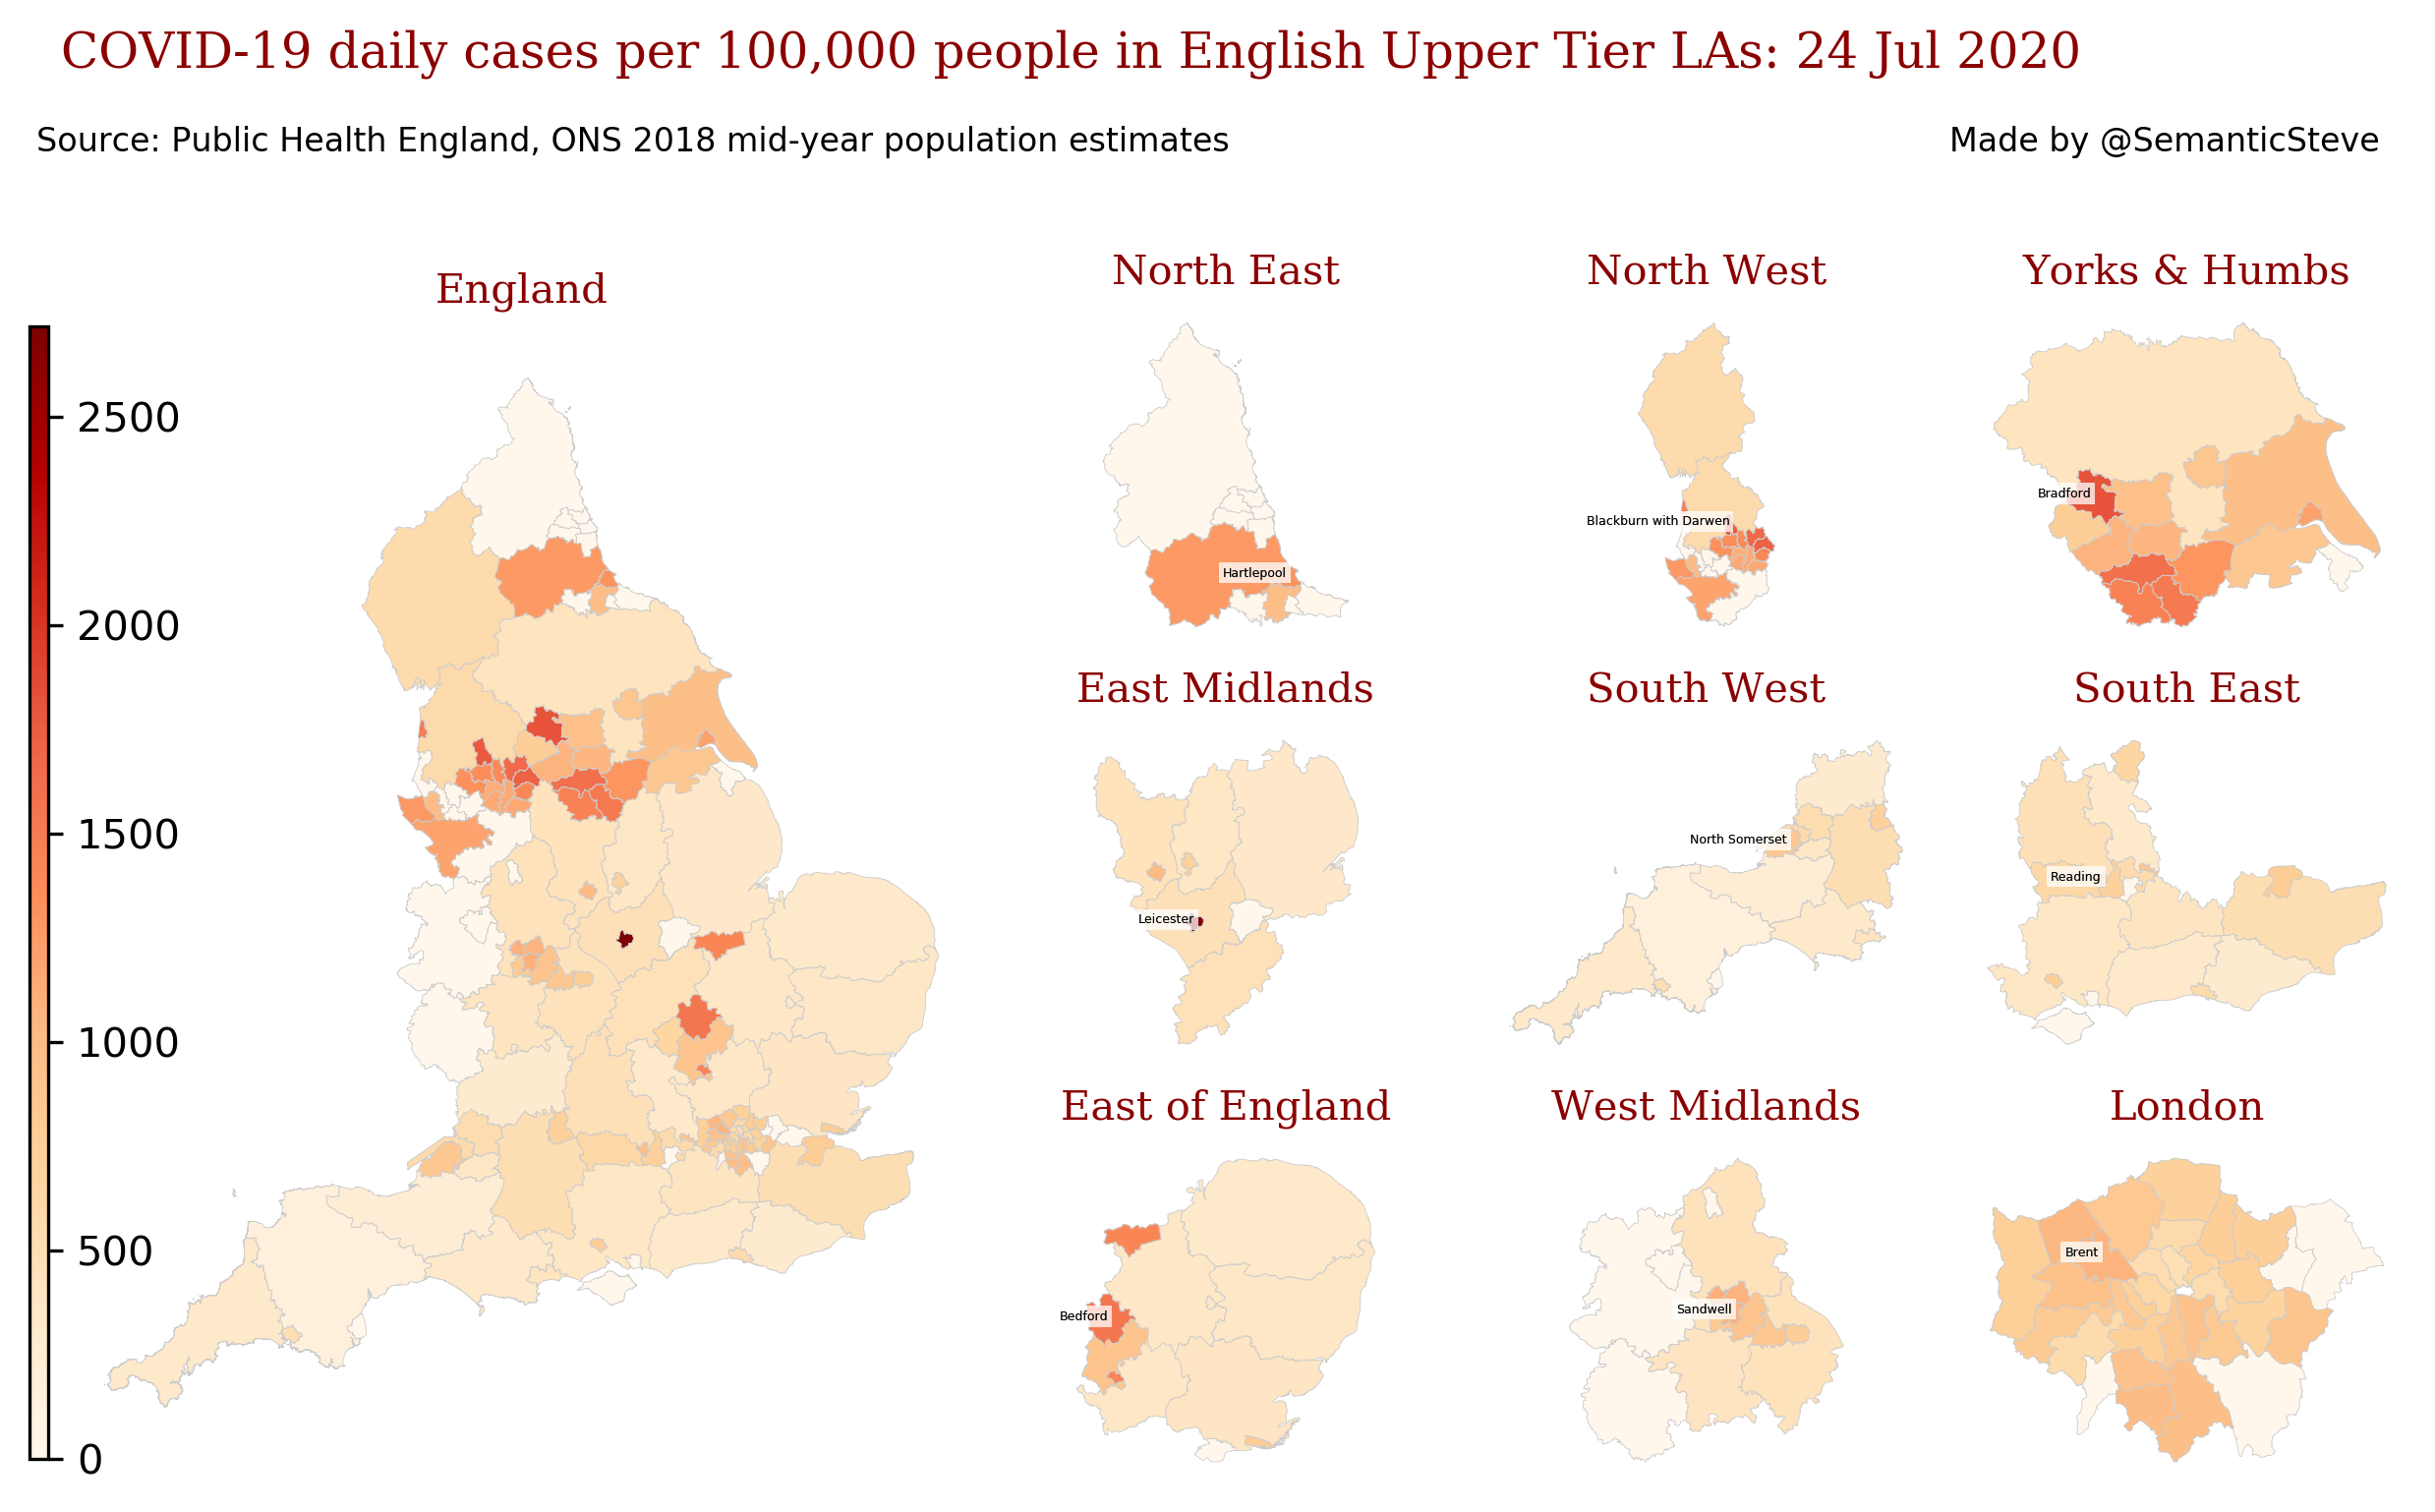 COVID-19 daily cases per 100,000 people in English Upper Tier LAs: 24 Jul 2020
Source: Public Health England, ONS 2018 mid-year population estimates
Made by @SemanticSteve
England
2500
2000
1500
1000
500
0
North East
Hartlepool
North West
Blackburn with Darwen
Yorks & Humbs
Bradford
East Midlands
Leicester
South West
North Somerset
South East
Reading
East of England
Bedford
West Midlands
Sandwell
London
Brent